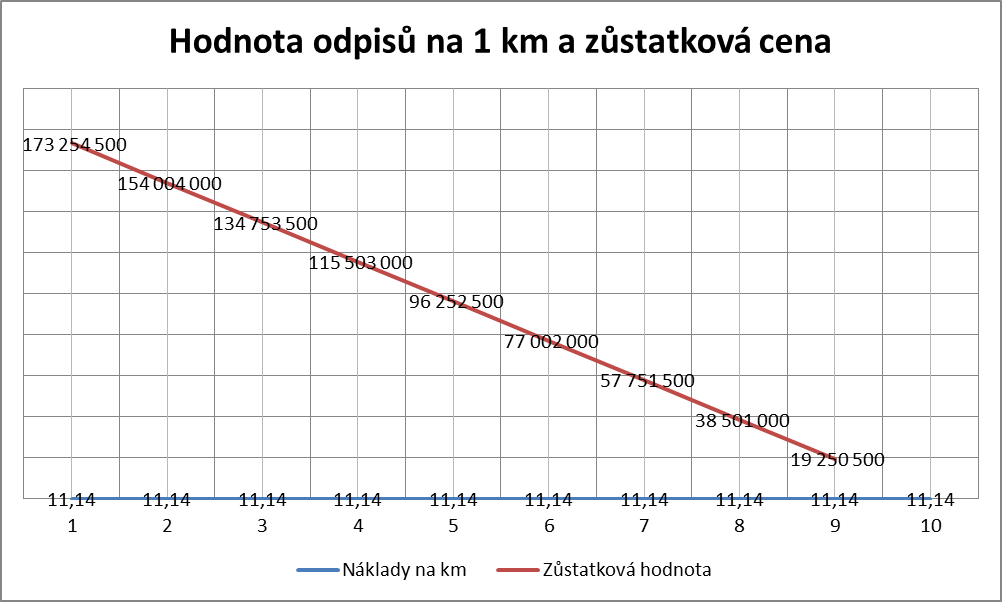 Hodnota odpisů na 1 km a zůstatková cena
173 254 500
154 004 000
134 753 500
115 503 000
96 252 500
77 002 000
57 751 500
38 501 000
19 250 500
11,14 11,14 11,14 11,14 11,14 11,14 11,14 11,14 11,14 11,14
1 2 3 4 5 6 7 8 9 10
Náklady na km Zůstatková hodnota